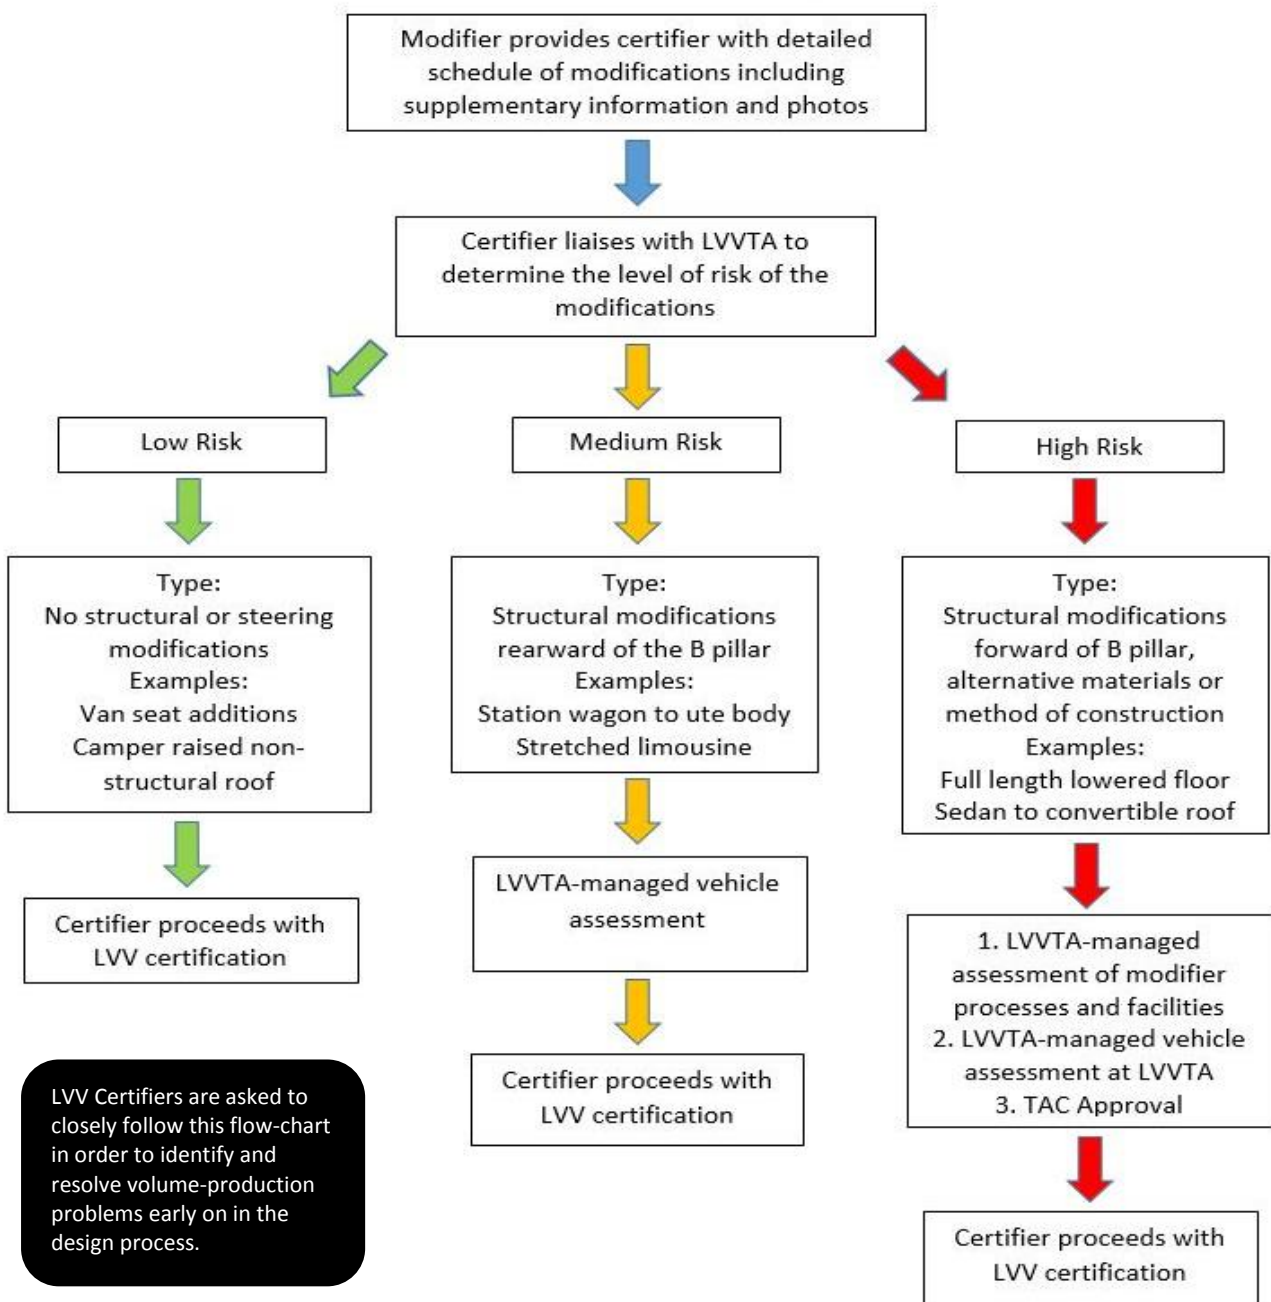 Modifier provides certifier with detailed
schedule of modifications including
supplementary information and photos
Certifier liaises with LVVTA to
determine the level of risk of the
modifications
Low Risk
Medium Risk
High Risk
Type:
No structural or steering
modifications
Examples:
Van seat additions
Camper raised non-
structural roof
Type:
Structural modifications
rearward of the B pillar
Examples:
Station wagon to ute body
Stretched limousine
Type:
Structural modifications
forward of B pillar,
alternative materials or
method of construction
Examples:
Full length lowered floor
Sedan to convertible roof
Certifier proceeds with
LVV certification
LVVTA-managed vehicle
assessment
1. LVVTA-managed
assessment of modifier
processes and facilities
2. LVVTA-managed vehicle
assessment at LVVTA
3. TAC Approval
Certifier proceeds with
LVV certification
LVV Certifiers are asked to
closely follow this flow-chart
in order to identify and
resolve volume-production
problems early on in the
design process.
Certifier proceeds with
LVV certification